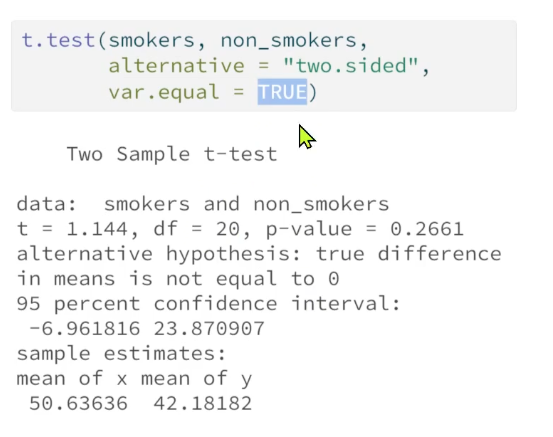 t.test(smokers, non_smokers,
alternative = "two.sided",
var.equal = TRUE)
Two Sample t-test
data:  smokers and non_smokers
t = 1.144, df = 20, p-value = 0.2661
alternative hypothesis: true difference
in means is not equal to 0
95 percent confidence interval:
-6.961816 23.870907
sample estimates:
mean of x mean of y
50.63636  42.18182